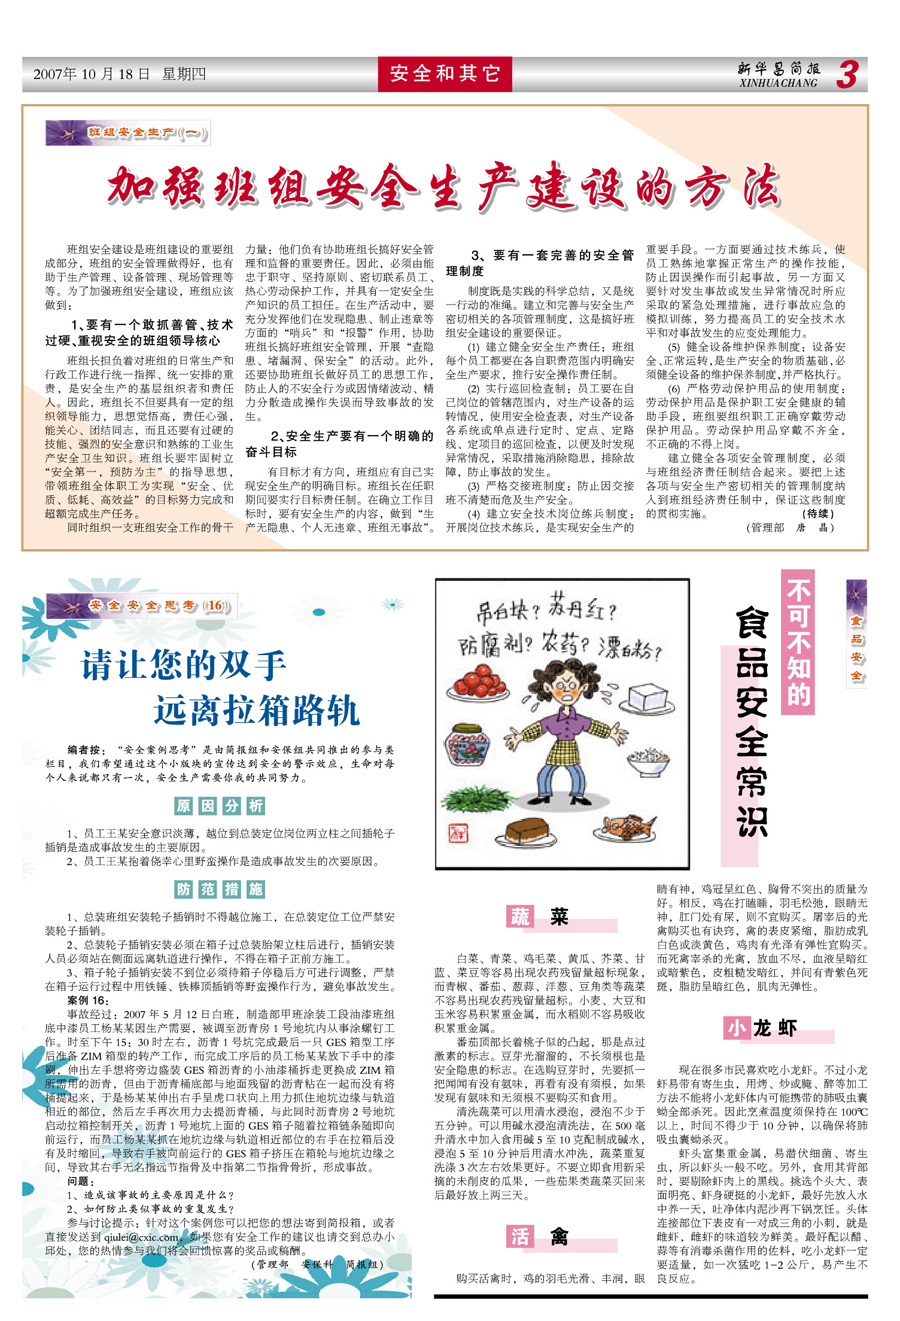 2007年 10 月 18 日 星期四
安全和其它
新华昌简报
XINHUACHANG
3
班组安全生产(一)
加强班组安全生产建设的方法
班组安全建设是班组建设的重要组
成部分，班组的安全管理做得好，也有
助于生产管理、设备管理、现场管理等
等。为了加强班组安全建设，班组应该
做到：
1、要有一个敢抓善管、技术
过硬、重视安全的班组领导核心
班组长担负着对班组的日常生产和
行政工作进行统一指挥、统一安排的重
责，是安全生产的基层组织者和责任
人。因此，班组长不但要具有一定的组
织领导能力，思想觉悟高，责任心强，
能关心、团结同志，而且还要有过硬的
技能、强烈的安全意识和熟练的工业生
产安全卫生知识。班组长要牢固树立
“安全第一，预防为主”的指导思想，
带领班组全体职工为实现“安全、优
质、低耗、高效益”的目标努力完成和
超额完成生产任务。
同时组织一支班组安全工作的骨干
力量：他们负有协助班组长搞好安全管
理和监督的重要责任。因此，必须由能
忠于职守、坚持原则、密切联系员工、
热心劳动保护工作，并具有一定安全生
产知识的员工担任。在生产活动中，要
充分发挥他们在发现隐患、制止违章等
方面的“哨兵”和“报警”作用，协助
班组长搞好班组安全管理，开展“查隐
患、堵漏洞、保安全”的活动。此外，
还要协助班组长做好员工的思想工作，
防止人的不安全行为或因情绪波动、精
力分散造成操作失误而导致事故的发
生。
2、安全生产要有一个明确的
奋斗目标
有目标才有方向，班组应有自己实
现安全生产的明确目标。班组长在任职
期间要实行目标责任制。在确立工作目
标时，要有安全生产的内容，做到“生
产无隐患、个人无违章、班组无事故”。
3、要有一套完善的安全管
理制度
制度既是实践的科学总结，又是统
一行动的准绳。建立和完善与安全生产
密切相关的各项管理制度，这是搞好班
组安全建设的重要保证。
(1) 建立健全安全生产责任：班组
每个员工都要在各自职责范围内明确安
全生产要求，推行安全操作责任制。
(2) 实行巡回检查制：员工要在自
己岗位的管辖范围内，对生产设备的运
转情况，使用安全检查表，对生产设备
各系统或单点进行定时、定点、定路
线、定项目的巡回检查，以便及时发现
异常情况，采取措施消除隐思，排除故
障，防止事故的发生。
(3) 严格交接班制度：防止因交接
班不清楚而危及生产安全。
(4) 建立安全技术岗位练兵制度；
开展岗位技术练兵，是实现安全生产的
重要手段。一方面要通过技术练兵，使
员工熟练地掌握正常生产的操作技能，
防止因误操作而引起事故，另一方面又
要针对发生事故或发生异常情况时所应
采取的紧急处理措施，进行事故应急的
模拟训练，努力提高员工的安全技术水
平和对事故发生的应变处理能力。
(5) 健全设备维护保养制度：设备安
全、正常运转，是生产安全的物质基础，必
须健全设备的维护保养制度，并严格执行。
(6) 严格劳动保护用品的使用制度：
劳动保护用品是保护职工安全健康的辅
助手段，班组要组织职工正确穿戴劳动
保护用品。劳动保护用品穿戴不齐全，
不正确的不得上岗。
建立健全各项安全管理制度，必须
与班组经济责任制结合起来。要把上述
各项与安全生产密切相关的管理制度纳
入到班组经济责任制中，保证这些制度
的贯彻实施。 (待续)
(管理部 唐 晶)
安全安全思考(16)
请让您的双手
远离拉箱路轨
编者按：“安全案例思考”是由简报组和安保组共同推出的参与类
栏目，我们希望通过这个小版块的宣传达到安全的警示效应，生命对每
个人来说都只有一次，安全生产需要你我的共同努力。
原因分析
1、员工王某安全意识淡薄，越位到总装定位岗位两立柱之间插轮子
插销是造成事故发生的主要原因。
2、员工王某抱着侥幸心里野蛮操作是造成事故发生的次要原因。
防范措施
1、总装班组安装轮子插销时不得越位施工，在总装定位工位严禁安
装轮子插销。
2、总装轮子插销安装必须在箱子过总装胎架立柱后进行，插销安装
人员必须站在侧面远离轨道进行操作，不得在箱子正前方施工。
3、箱子轮子插销安装不到位必须待箱子停稳后方可进行调整，严禁
在箱子运行过程中用铁锤、铁棒顶插销等野蛮操作行为，避免事故发生。
案例 16：
事故经过：2007 年 5 月 12 日白班，制造部甲班涂装工段油漆班组
底中漆员工杨某某因生产需要，被调至沥青房 1 号地坑内从事涂螺钉工
作。时至下午 15：30 时左右，沥青 1 号坑完成最后一只 GES 箱型工序
后准备 ZIM 箱型的转产工作，而完成工序后的员工杨某某放下手中的漆
刷，伸出左手想将旁边盛装 GES 箱沥青的小油漆桶拆走更换成 ZIM 箱
所需用的沥青，但由于沥青桶底部与地面残留的沥青粘在一起而没有将
桶提起来，于是杨某某伸出右手呈虎口状向上用力抓住地坑边缘与轨道
相近的部位，然后左手再次用力去提沥青桶，与此同时沥青房 2 号地坑
启动拉箱控制开关，沥青 1 号地坑上面的 GES 箱子随着拉箱链条随即向
前运行，而员工杨某某抓在地坑边缘与轨道相近部位的右手在拉箱后没
有及时缩回，导致右手被向前运行的 GES 箱子挤压在箱轮与地坑边缘之
间，导致其右手无名指远节指骨及中指第二节指骨骨折，形成事故。
问题：
1、造成该事故的主要原因是什么？
2、如何防止类似事故的重复发生？
参与讨论提示：针对这个案例您可以把您的想法寄到简报箱，或者
直接发送到 qiulei@cxic.com。如果您有安全工作的建议也请交到总办小
邱处，您的热情参与我们将会回馈惊喜的奖品或稿酬。
(管理部 安保科 简报组)
吊白块？苏丹红？
防腐剂？农药？漂白粉？
不可不知的
食品安全常识
食品安全
蔬 菜
白菜、青菜、鸡毛菜、黄瓜、芥菜、甘
蓝、菜豆等容易出现农药残留量超标现象，
而青椒、番茄、葱蒜、洋葱、豆角类等蔬菜
不容易出现农药残留量超标。小麦、大豆和
玉米容易积累重金属，而水稻则不容易吸收
积累重金属。
番茄顶部长着桃子似的凸起，那是点过
激素的标志。豆芽光溜溜的，不长须根也是
安全隐患的标志。在选购豆芽时，先要抓一
把闻闻有没有氨味，再看有没有须根，如果
发现有氨味和无须根不要购买和食用。
清洗蔬菜可以用清水浸泡，浸泡不少于
五分钟。可以用碱水浸泡清洗法，在 500 毫
升清水中加入食用碱 5 至 10 克配制成碱水，
浸泡 5 至 10 分钟后用清水冲洗，蔬菜重复
洗涤 3 次左右效果更好。不要立即食用新采
摘的未削皮的瓜果，一些茄果类蔬菜买回来
后最好放上两三天。
活 禽
购买活禽时，鸡的羽毛光滑、丰润，眼
睛有神，鸡冠呈红色、胸骨不突出的质量为
好。相反，鸡在打瞌睡，羽毛松弛，眼睛无
神，肛门处有屎，则不宜购买。屠宰后的光
禽购买也有诀窍，禽的表皮紧缩，脂肪成乳
白色或淡黄色，鸡肉有光泽有弹性宜购买。
而死禽宰杀的光禽，放血不尽，血液呈暗红
或暗紫色，皮粗糙发暗红，并间有青紫色死
斑，脂肪呈暗红色，肌肉无弹性。
小龙虾
现在很多市民喜欢吃小龙虾。不过小龙
虾易带有寄生虫，用烤、炒或腌、醉等加工
方法不能将小龙虾体内可能携带的肺吸虫囊
蚴全部杀死。因此烹煮温度须保持在 100℃
以上，时间不得少于 10 分钟，以确保将肺
吸虫囊蚴杀灭。
虾头富集重金属，易潜伏细菌、寄生
虫，所以虾头一般不吃。另外，食用其背部
时，要剔除虾肉上的黑线。挑选个头大、表
面明亮、虾身硬挺的小龙虾，最好先放入水
中养一天，吐净体内泥沙再下锅烹饪。头体
连接部位下表皮有一对成三角的小刺，就是
雌虾，雌虾的味道较为鲜美。最好配以醋、
蒜等有消毒杀菌作用的佐料，吃小龙虾一定
要适量，如一次猛吃 1-2 公斤，易产生不
良反应。